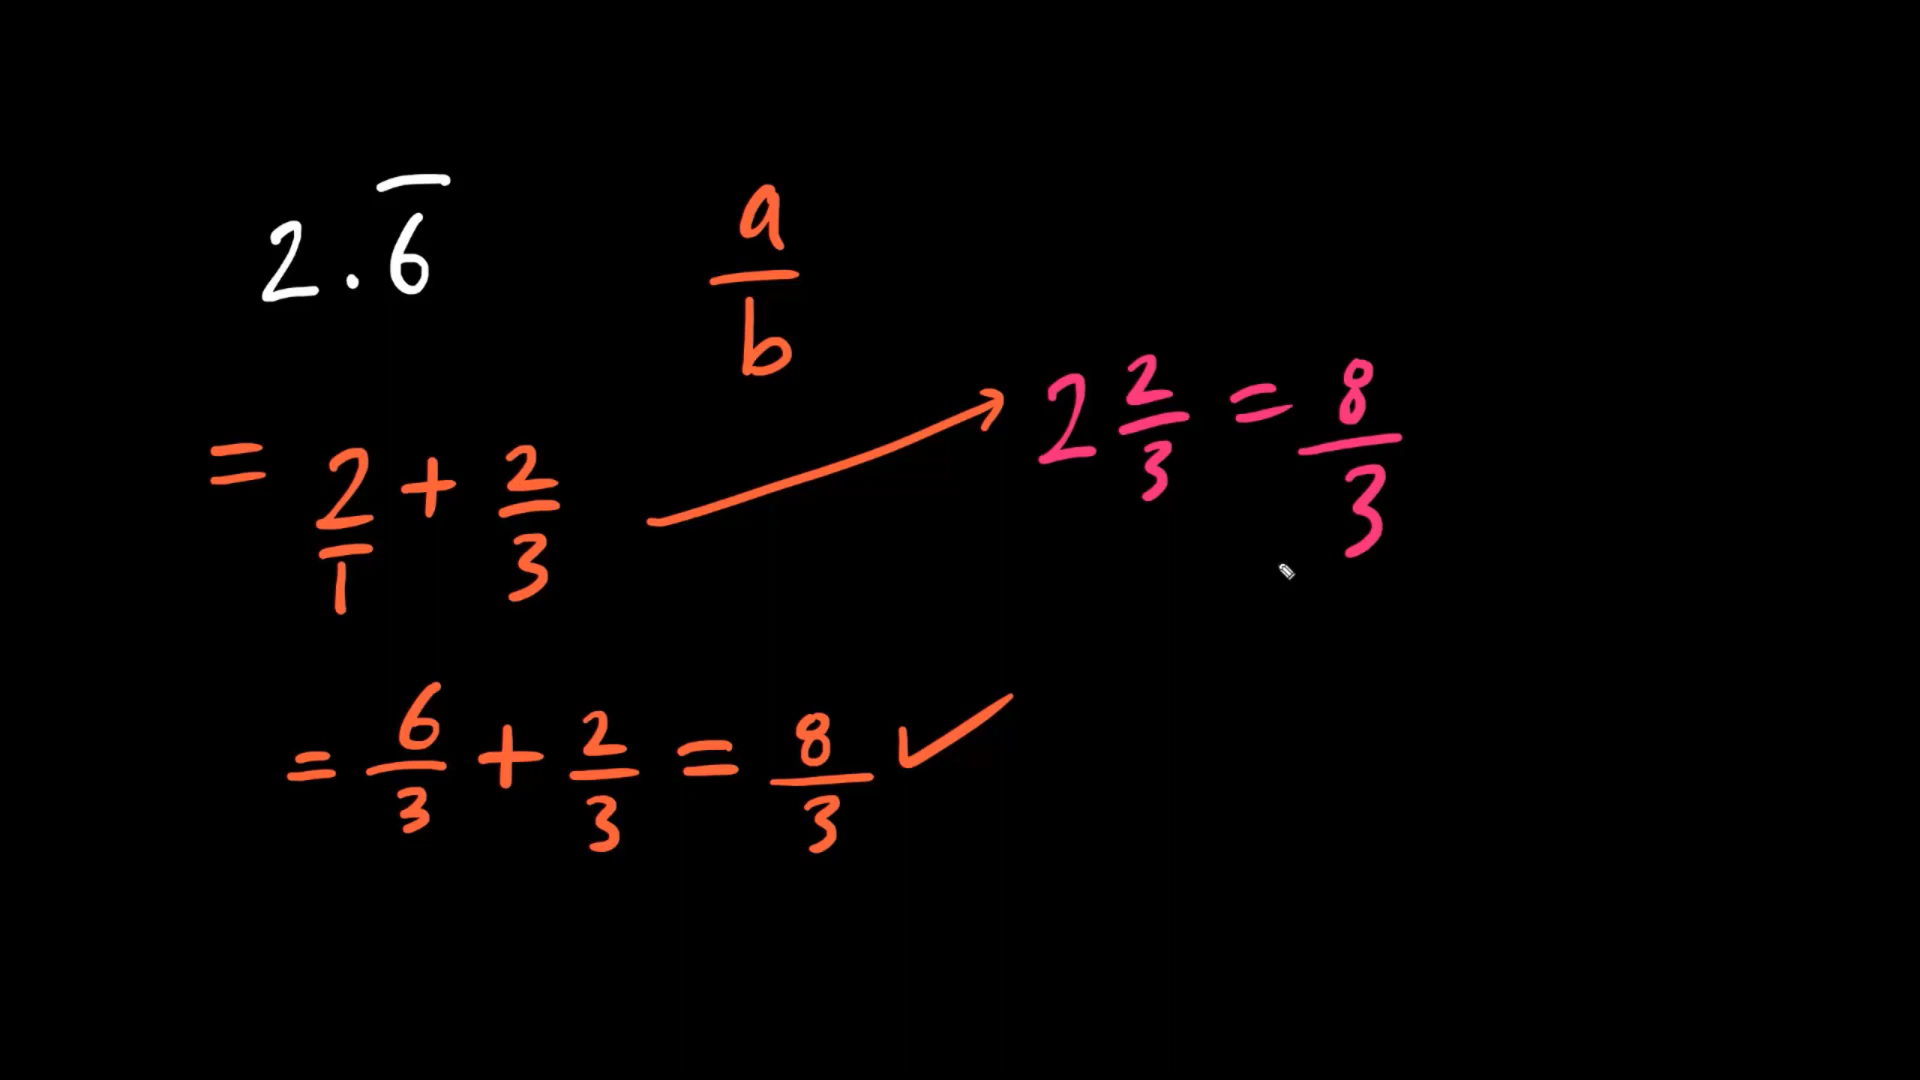 2.6̅
a/b
= 2/1 + 2/3
2 2/3 = 8/3
= 6/3 + 2/3 = 8/3 ✓